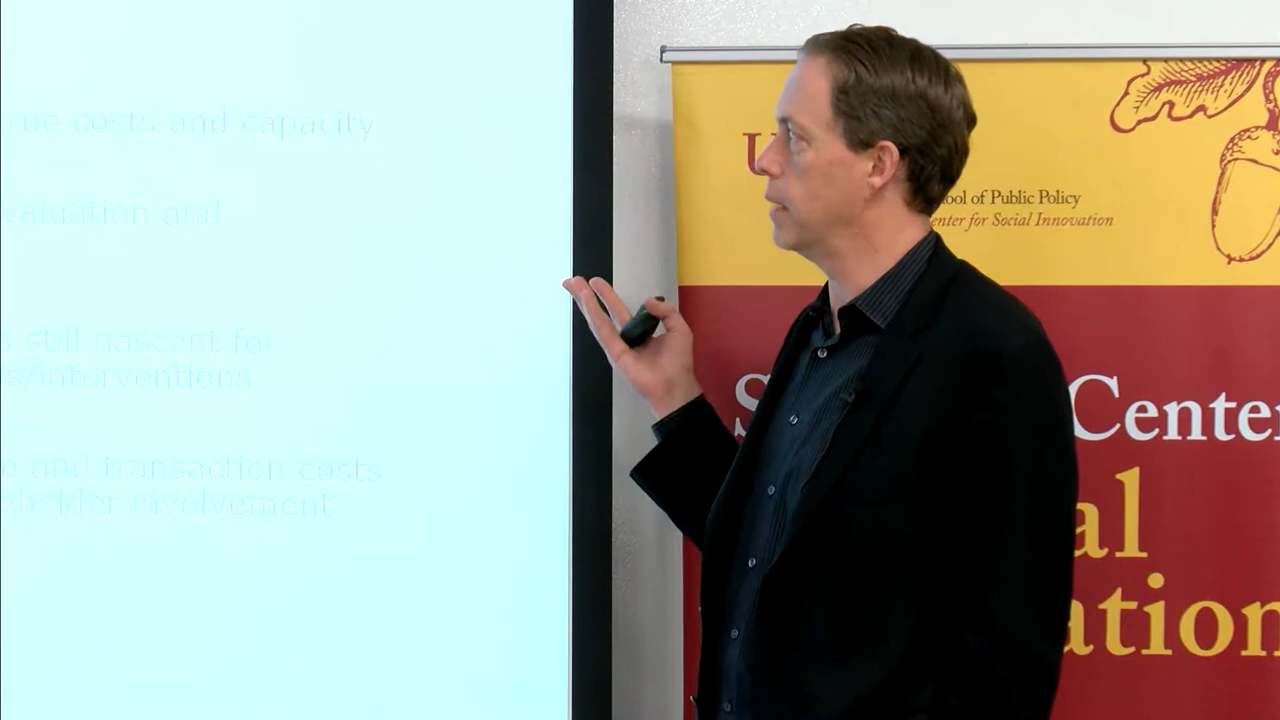 true costs and capacity
valuation and
s still nascent for
s/interventions
e and transaction costs
eholder involvement
U
ool of Public Policy
enter for Social Innovation
S Center
al
ation